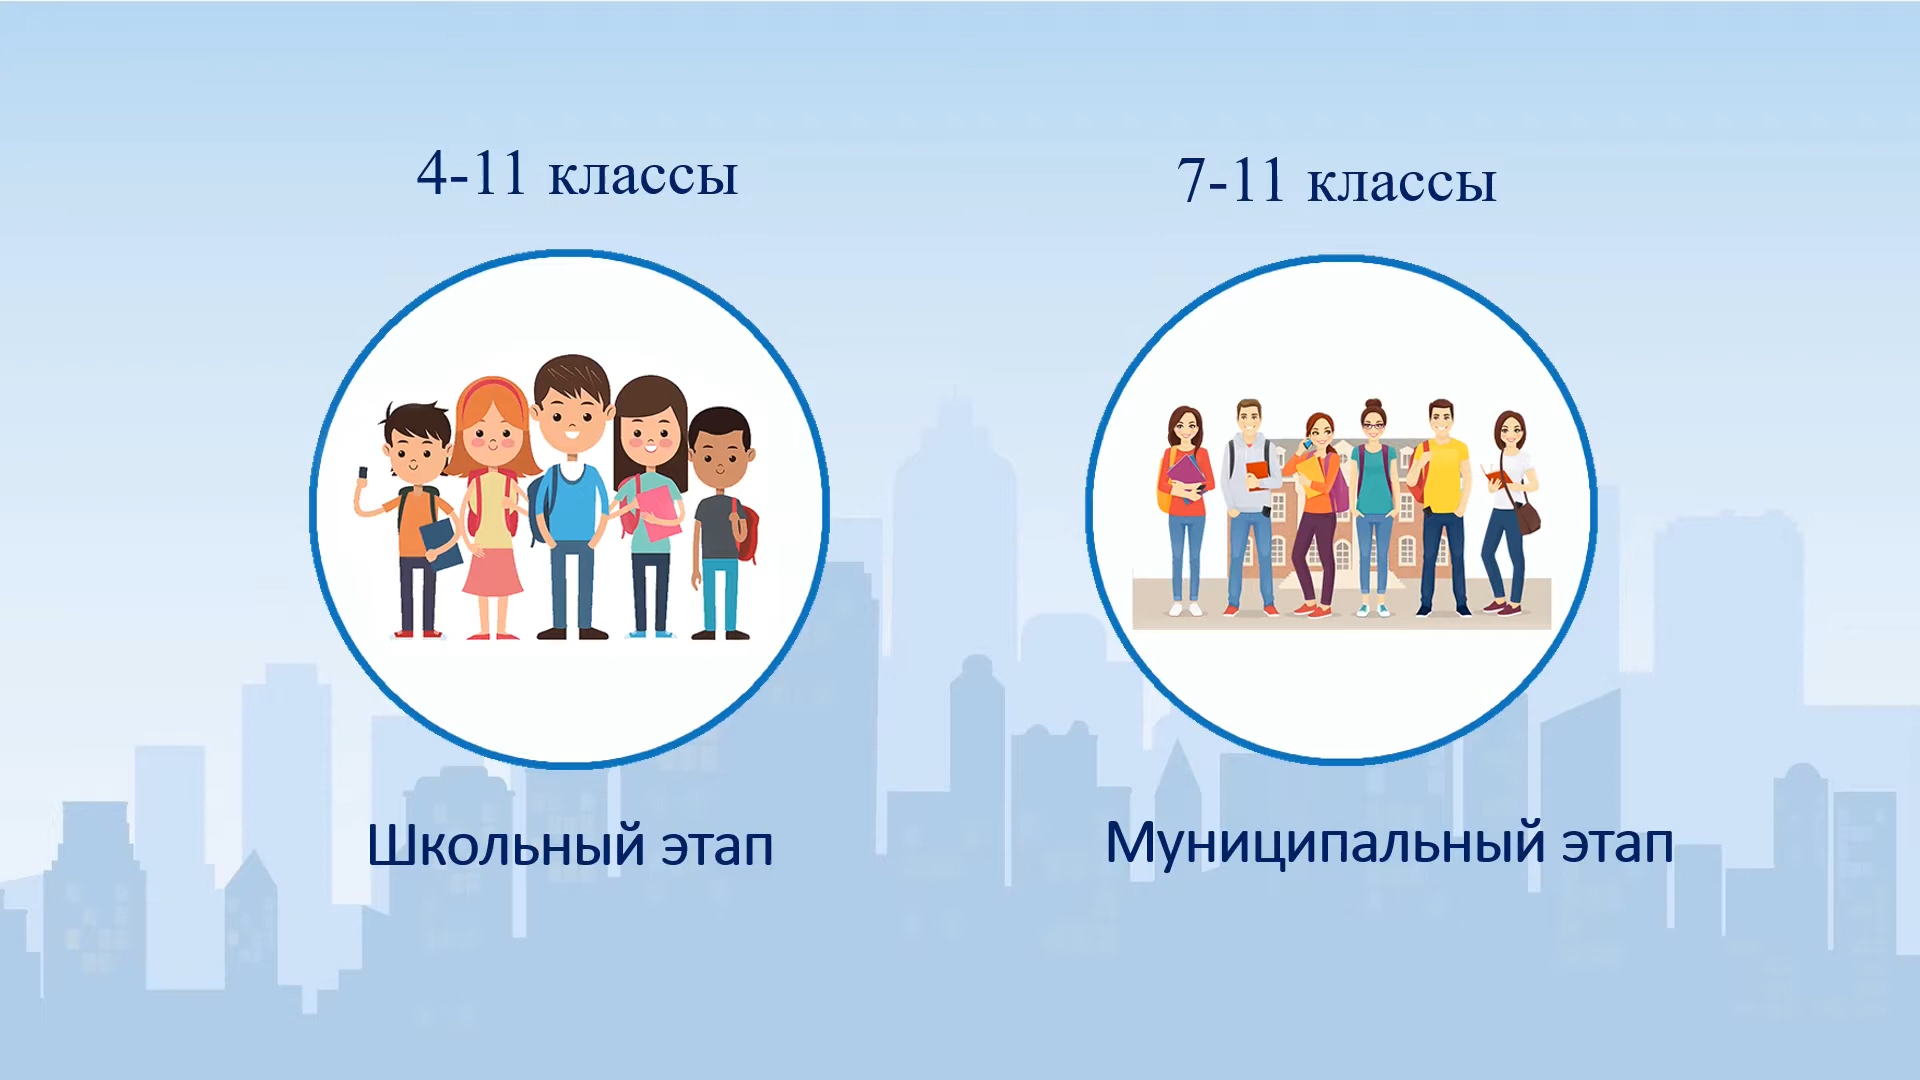 4-11 классы
7-11 классы
Школьный этап
Муниципальный этап